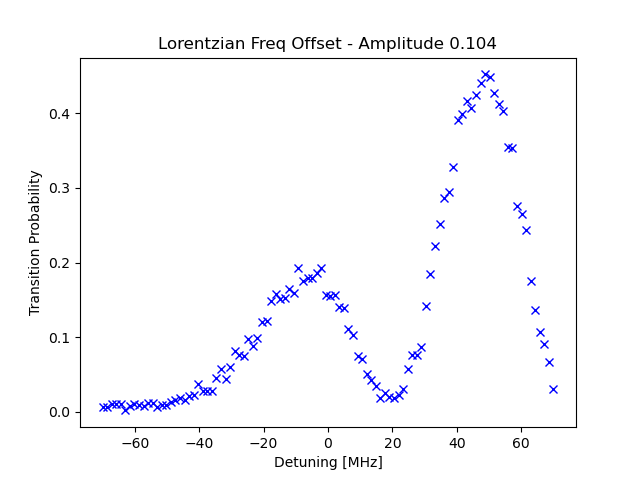 Lorentzian Freq Offset - Amplitude 0.104
Transition Probability
0.4
0.3
0.2
0.1
0.0
−60 −40 −20 0 20 40 60
Detuning [MHz]